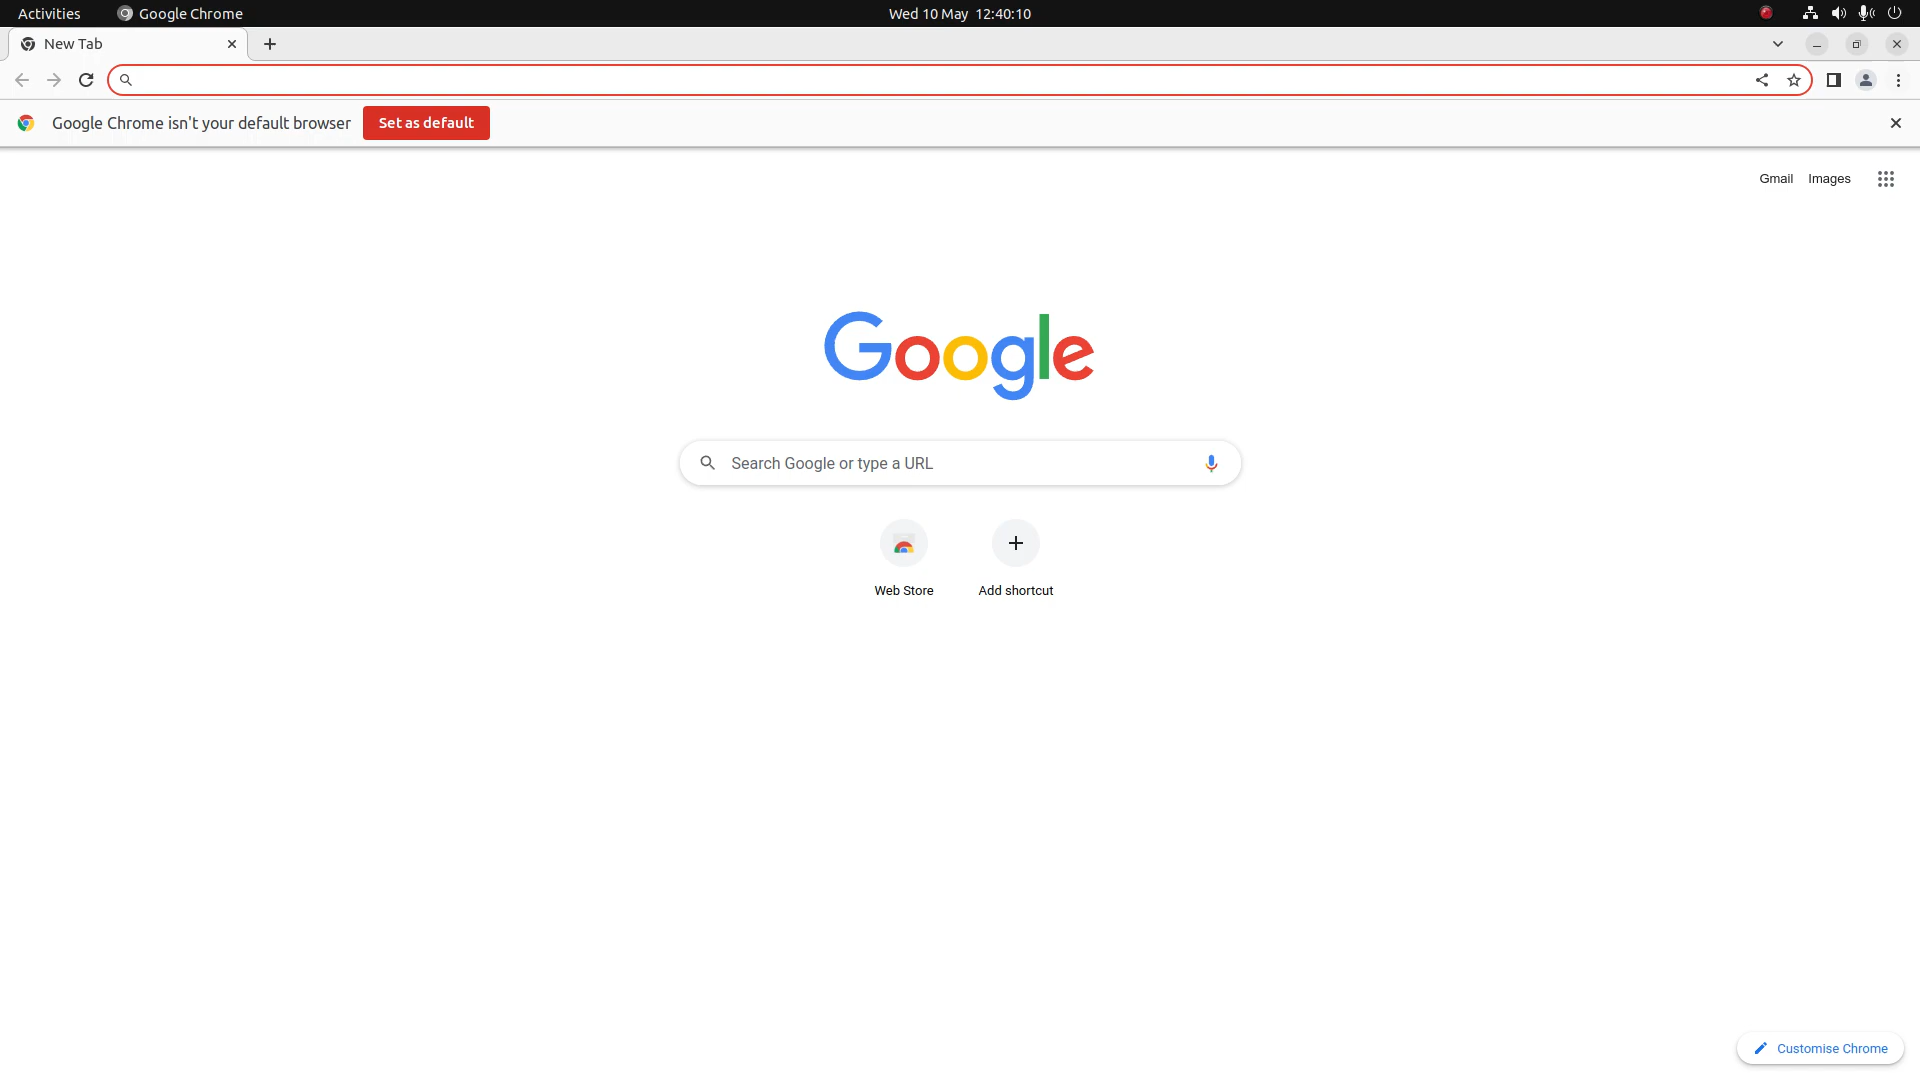 Activities Google Chrome Wed 10 May 12:40:10
New Tab
Google Chrome isn't your default browser Set as default
Gmail Images
Google
Search Google or type a URL
Web Store Add shortcut
Customise Chrome